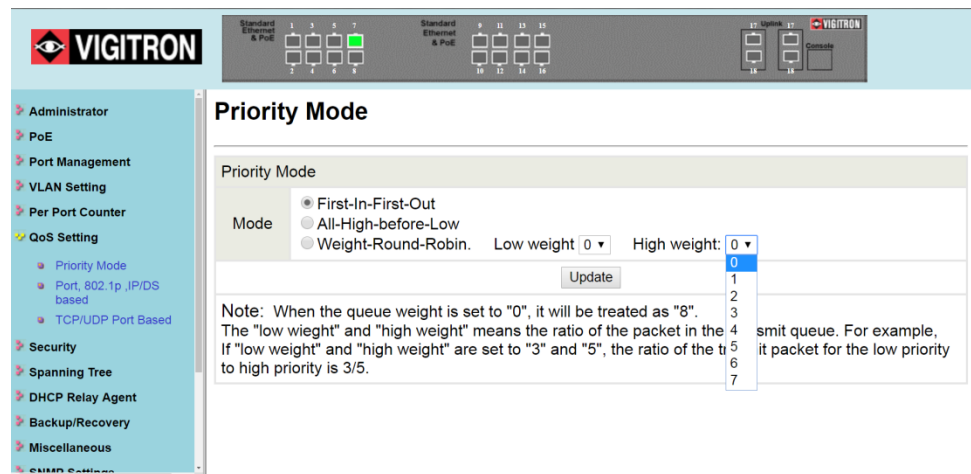 VIGITRON
Standard
Ethernet
& PoE
1 3 5 7
2 4 6 8
Standard
Ethernet
& PoE
9 11 13 15
10 12 14 16
17 Uplink 17
18 18
VIGITRON
Console
Administrator
PoE
Port Management
VLAN Setting
Per Port Counter
QoS Setting
Priority Mode
Port, 802.1p ,IP/DS
based
TCP/UDP Port Based
Security
Spanning Tree
DHCP Relay Agent
Backup/Recovery
Miscellaneous
SNMP Settings
Priority Mode
Priority Mode
Mode
First-In-First-Out
All-High-before-Low
Weight-Round-Robin. Low weight 0 High weight: 0
0
1
2
3
4
5
6
7
Update
Note: When the queue weight is set to "0", it will be treated as "8".
The "low wieght" and "high weight" means the ratio of the packet in the smit queue. For example,
If "low weight" and "high weight" are set to "3" and "5", the ratio of the tr it packet for the low priority
to high priority is 3/5.